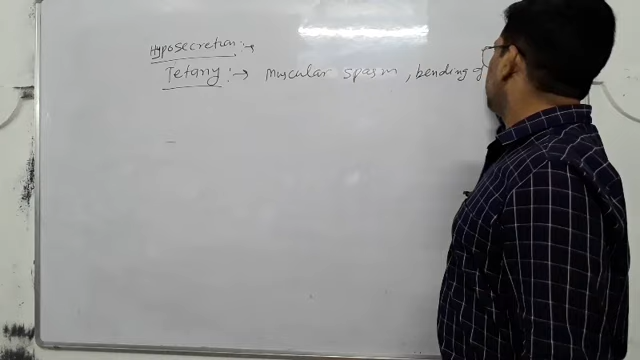 Hyposecretion:→
Tetany:→ Muscular spasm, bending of